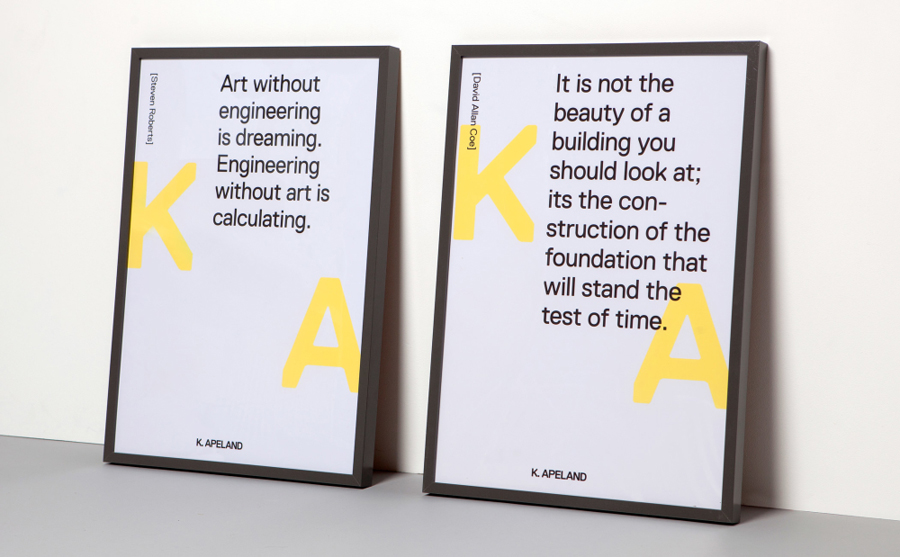 [Steven Roberts]
Art without
engineering
is dreaming.
Engineering
without art is
calculating.
K
A
K. APELAND
[David Allan Coe]
It is not the
beauty of a
building you
should look at;
its the con-
struction of the
foundation that
will stand the
test of time.
K
A
K. APELAND